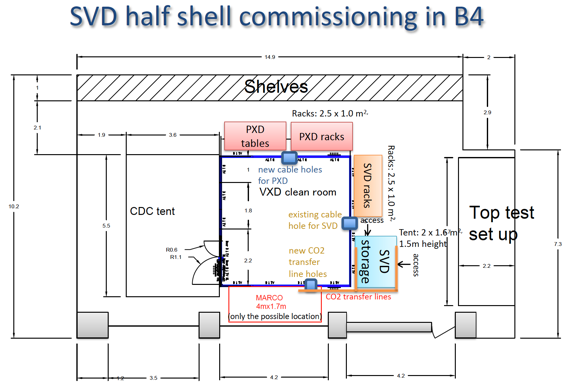 SVD half shell commissioning in B4
14.9
2
Shelves
1
2.1
2.9
Racks: 2.5 x 1.0 m².
PXD
tables
PXD racks
1.9
3.6
new cable holes
for PXD
VXD clean room
1
Racks: 2.5 x 1.0 m².
SVD racks
CDC tent
10.2
5.5
1.8
existing cable
hole for SVD
access
Tent: 2 x 1.6 m².
1.5m height
Top test
set up
7.3
R0.6
R1.1
2.2
new CO2
transfer
line holes
SVD
storage
access
2.2
MARCO
4mx1.7m
(only the possible location)
CO2 transfer lines
1.2
3.5
4.2
4.2